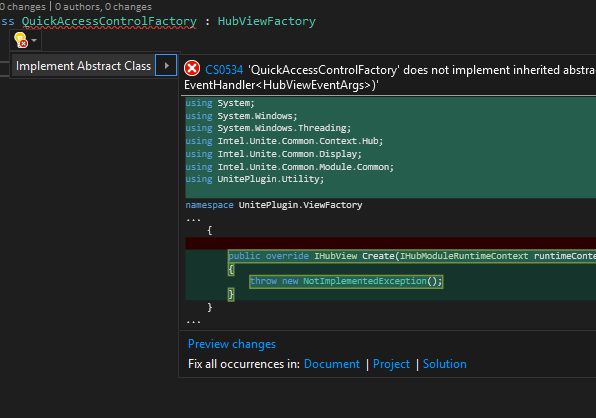 0 changes | 0 authors, 0 changes
ss QuickAccessControlFactory : HubViewFactory
Implement Abstract Class
CS0534 'QuickAccessControlFactory' does not implement inherited abstra
EventHandler<HubViewEventArgs>)'
using System;
using System.Windows;
using System.Windows.Threading;
using Intel.Unite.Common.Context.Hub;
using Intel.Unite.Common.Display;
using Intel.Unite.Common.Module.Common;
using UnitePlugin.Utility;
namespace UnitePlugin.ViewFactory
...
{
public override IHubView Create(IHubModuleRuntimeContext runtimeConte
{
throw new NotImplementedException();
}
}
...
Preview changes
Fix all occurrences in: Document | Project | Solution